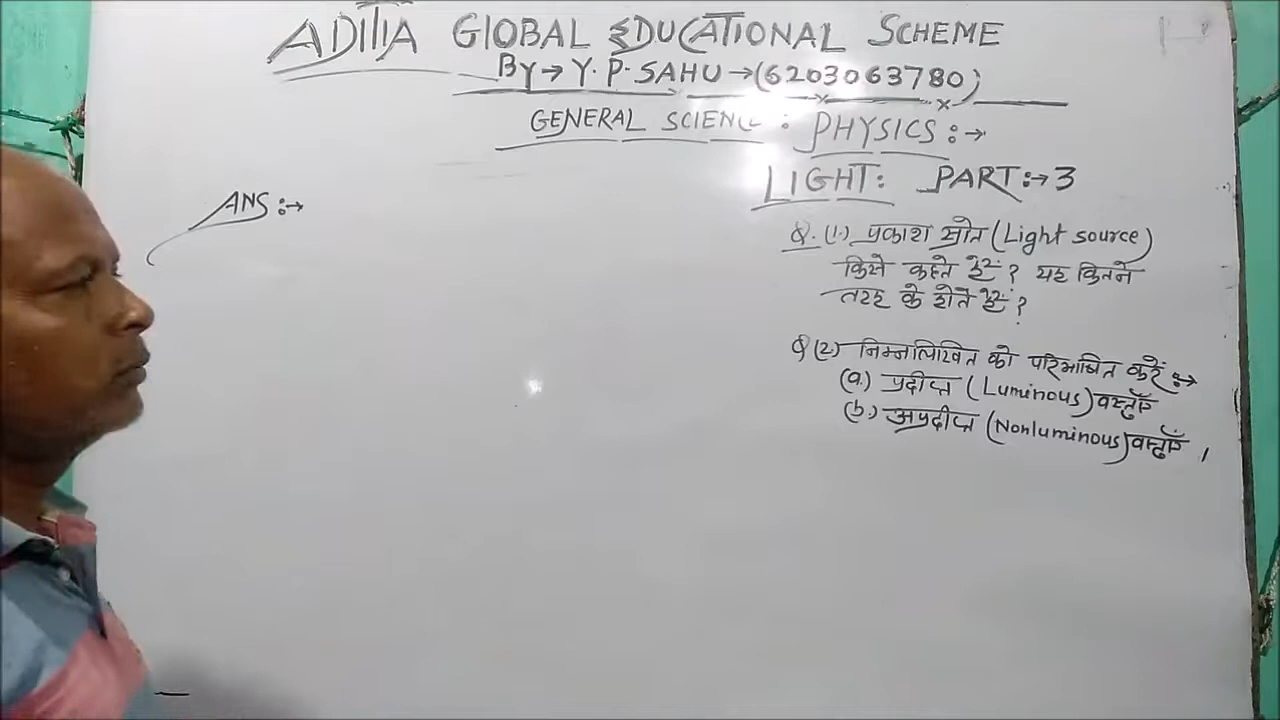 ADITIA GLOBAL EDUCATIONAL SCHEME
BY → Y. P. SAHU → (6203063780)
GENERAL SCIENC : PHYSICS :→
LIGHT: PART :→ 3
ANS :→
Q. (1) प्रकाश स्रोत (Light source)
किसे कहते हैं ? यह कितने
तरह के होते हैं ?
Q (2) निम्नलिखित को परिभाषित करें :→
(a.) प्रदीप्त (Luminous) वस्तुएँ
(b.) अप्रदीप्त (Nonluminous) वस्तुएँ ।